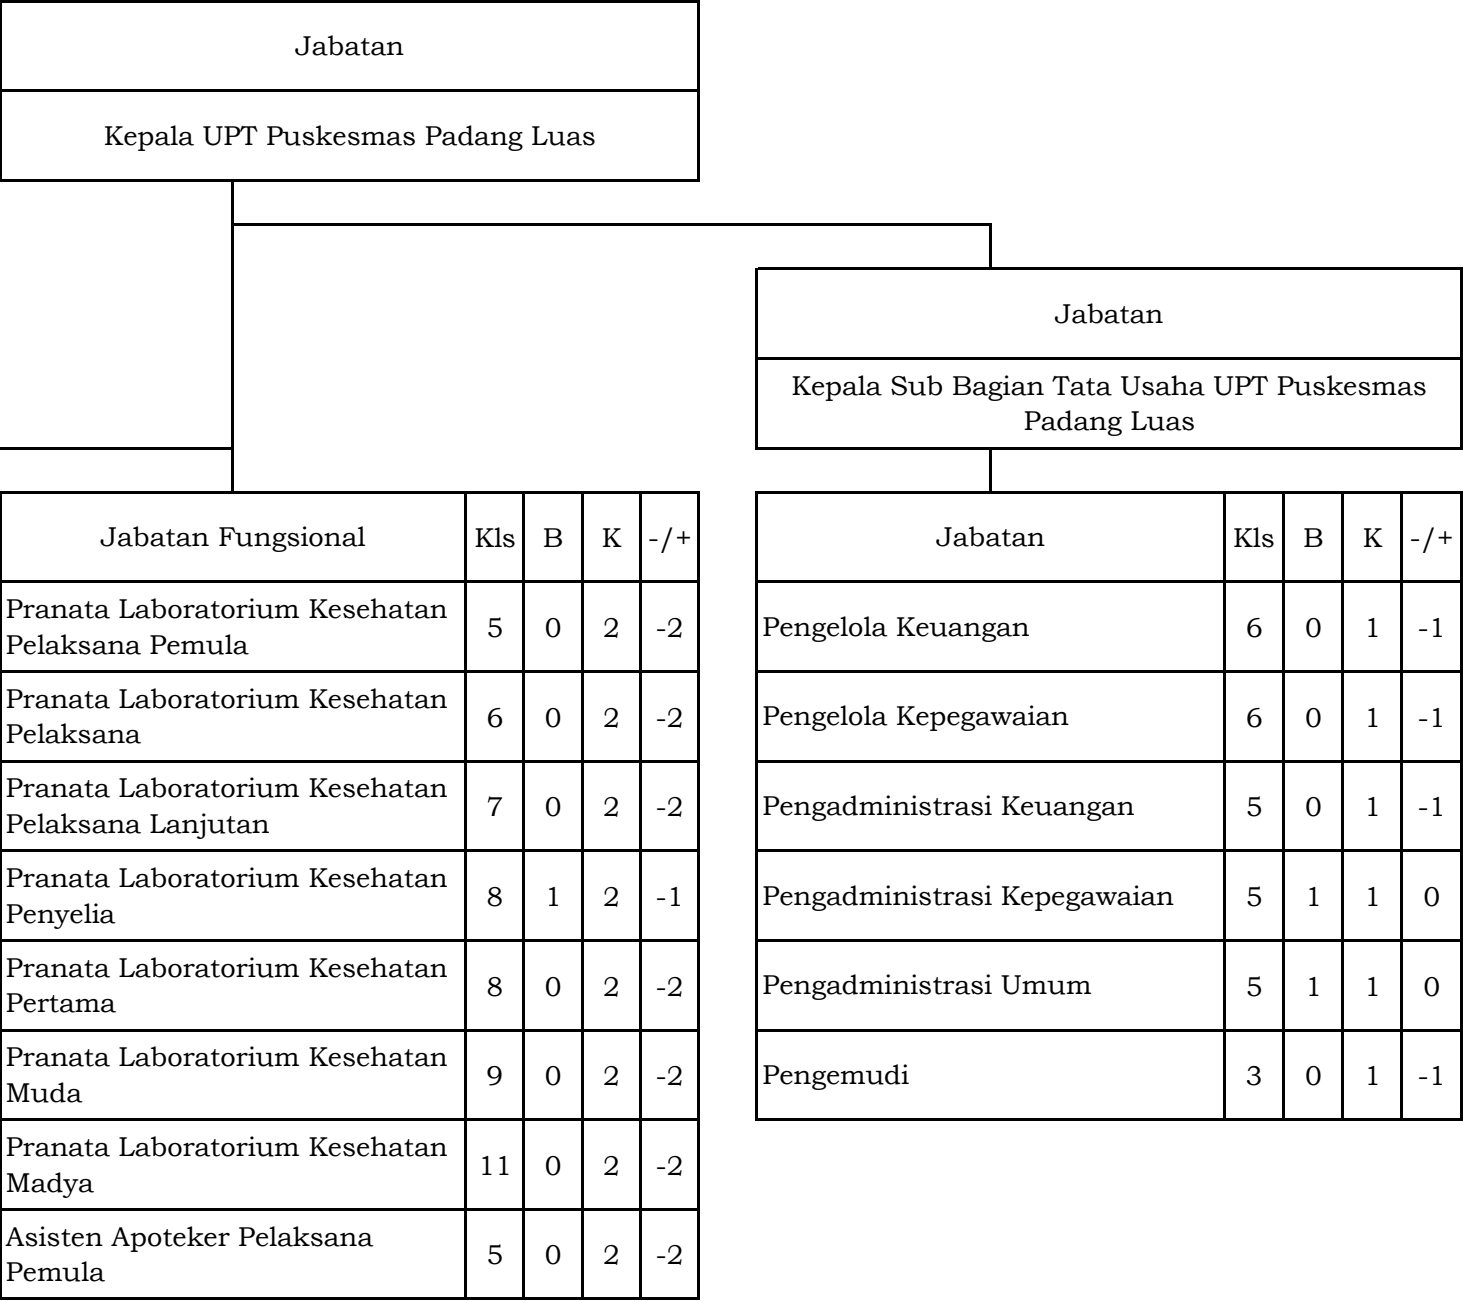 Jabatan
Kepala UPT Puskesmas Padang Luas
Jabatan
Kepala Sub Bagian Tata Usaha UPT Puskesmas
Padang Luas
Jabatan Fungsional Kls B K -/+
Pranata Laboratorium Kesehatan
Pelaksana Pemula 5 0 2 -2
Pranata Laboratorium Kesehatan
Pelaksana 6 0 2 -2
Pranata Laboratorium Kesehatan
Pelaksana Lanjutan 7 0 2 -2
Pranata Laboratorium Kesehatan
Penyelia 8 1 2 -1
Pranata Laboratorium Kesehatan
Pertama 8 0 2 -2
Pranata Laboratorium Kesehatan
Muda 9 0 2 -2
Pranata Laboratorium Kesehatan
Madya 11 0 2 -2
Asisten Apoteker Pelaksana
Pemula 5 0 2 -2
Jabatan Kls B K -/+
Pengelola Keuangan 6 0 1 -1
Pengelola Kepegawaian 6 0 1 -1
Pengadministrasi Keuangan 5 0 1 -1
Pengadministrasi Kepegawaian 5 1 1 0
Pengadministrasi Umum 5 1 1 0
Pengemudi 3 0 1 -1